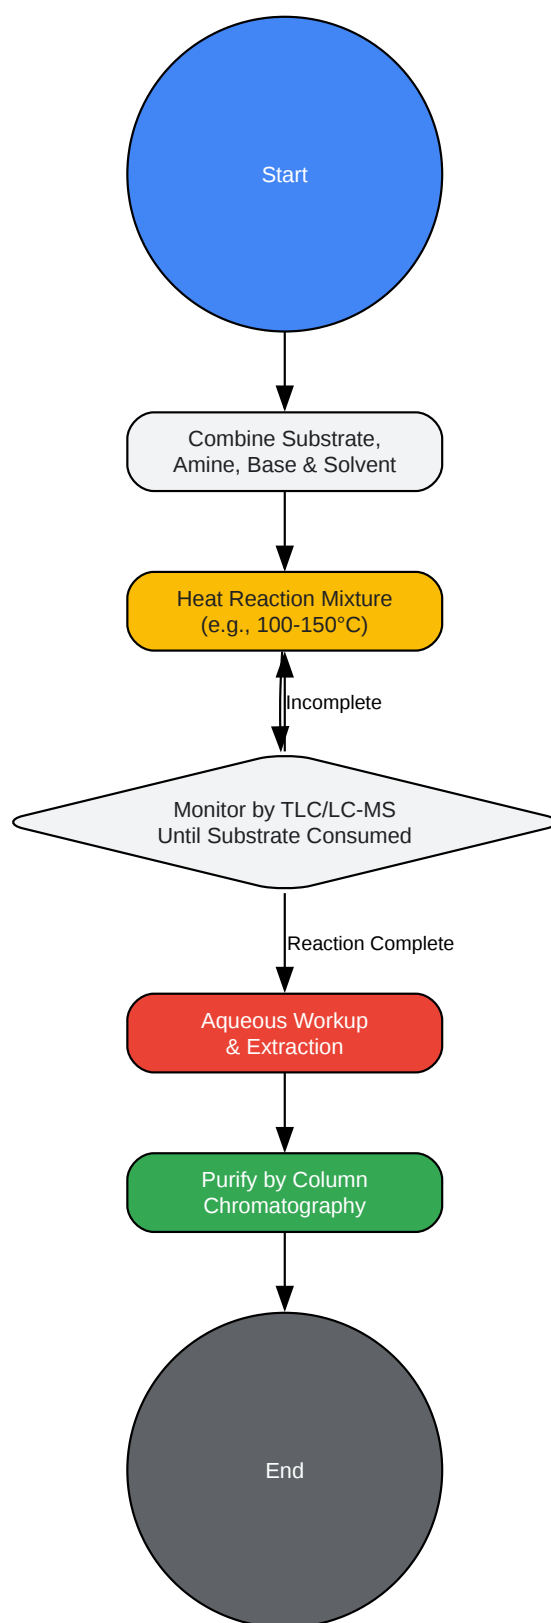 Start
Combine Substrate,
Amine, Base & Solvent
Heat Reaction Mixture
(e.g., 100-150°C)
Incomplete
Monitor by TLC/LC-MS
Until Substrate Consumed
Reaction Complete
Aqueous Workup
& Extraction
Purify by Column
Chromatography
End